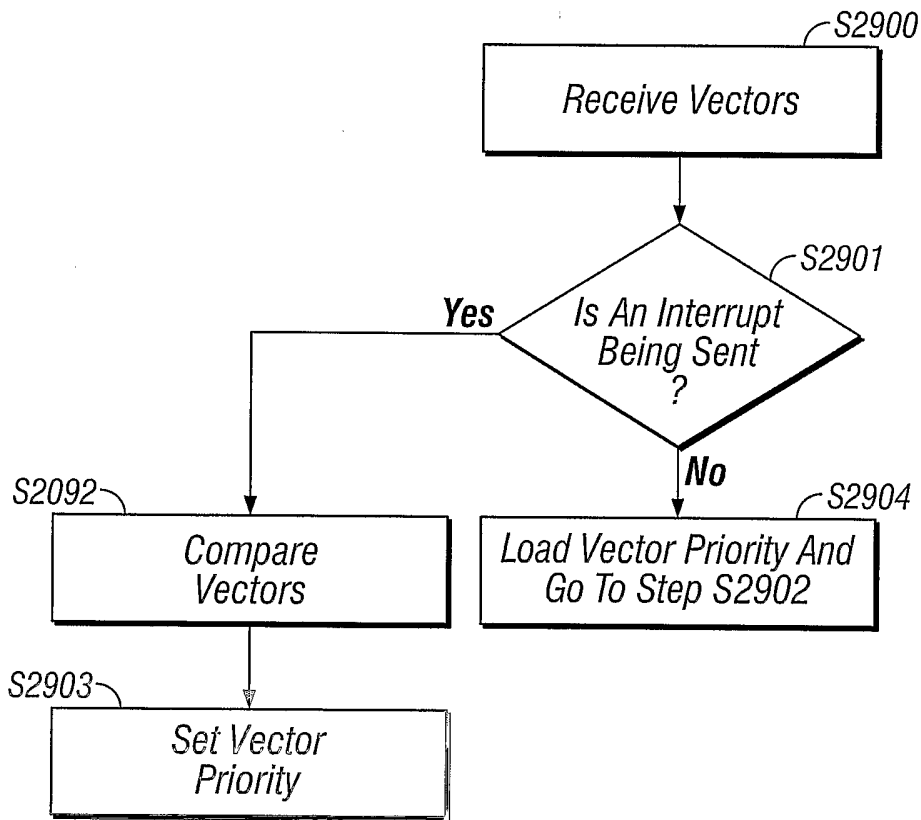 S2900
Receive Vectors
S2901
Is An Interrupt
Being Sent
?
Yes
No
S2092
Compare
Vectors
S2904
Load Vector Priority And
Go To Step S2902
S2903
Set Vector
Priority